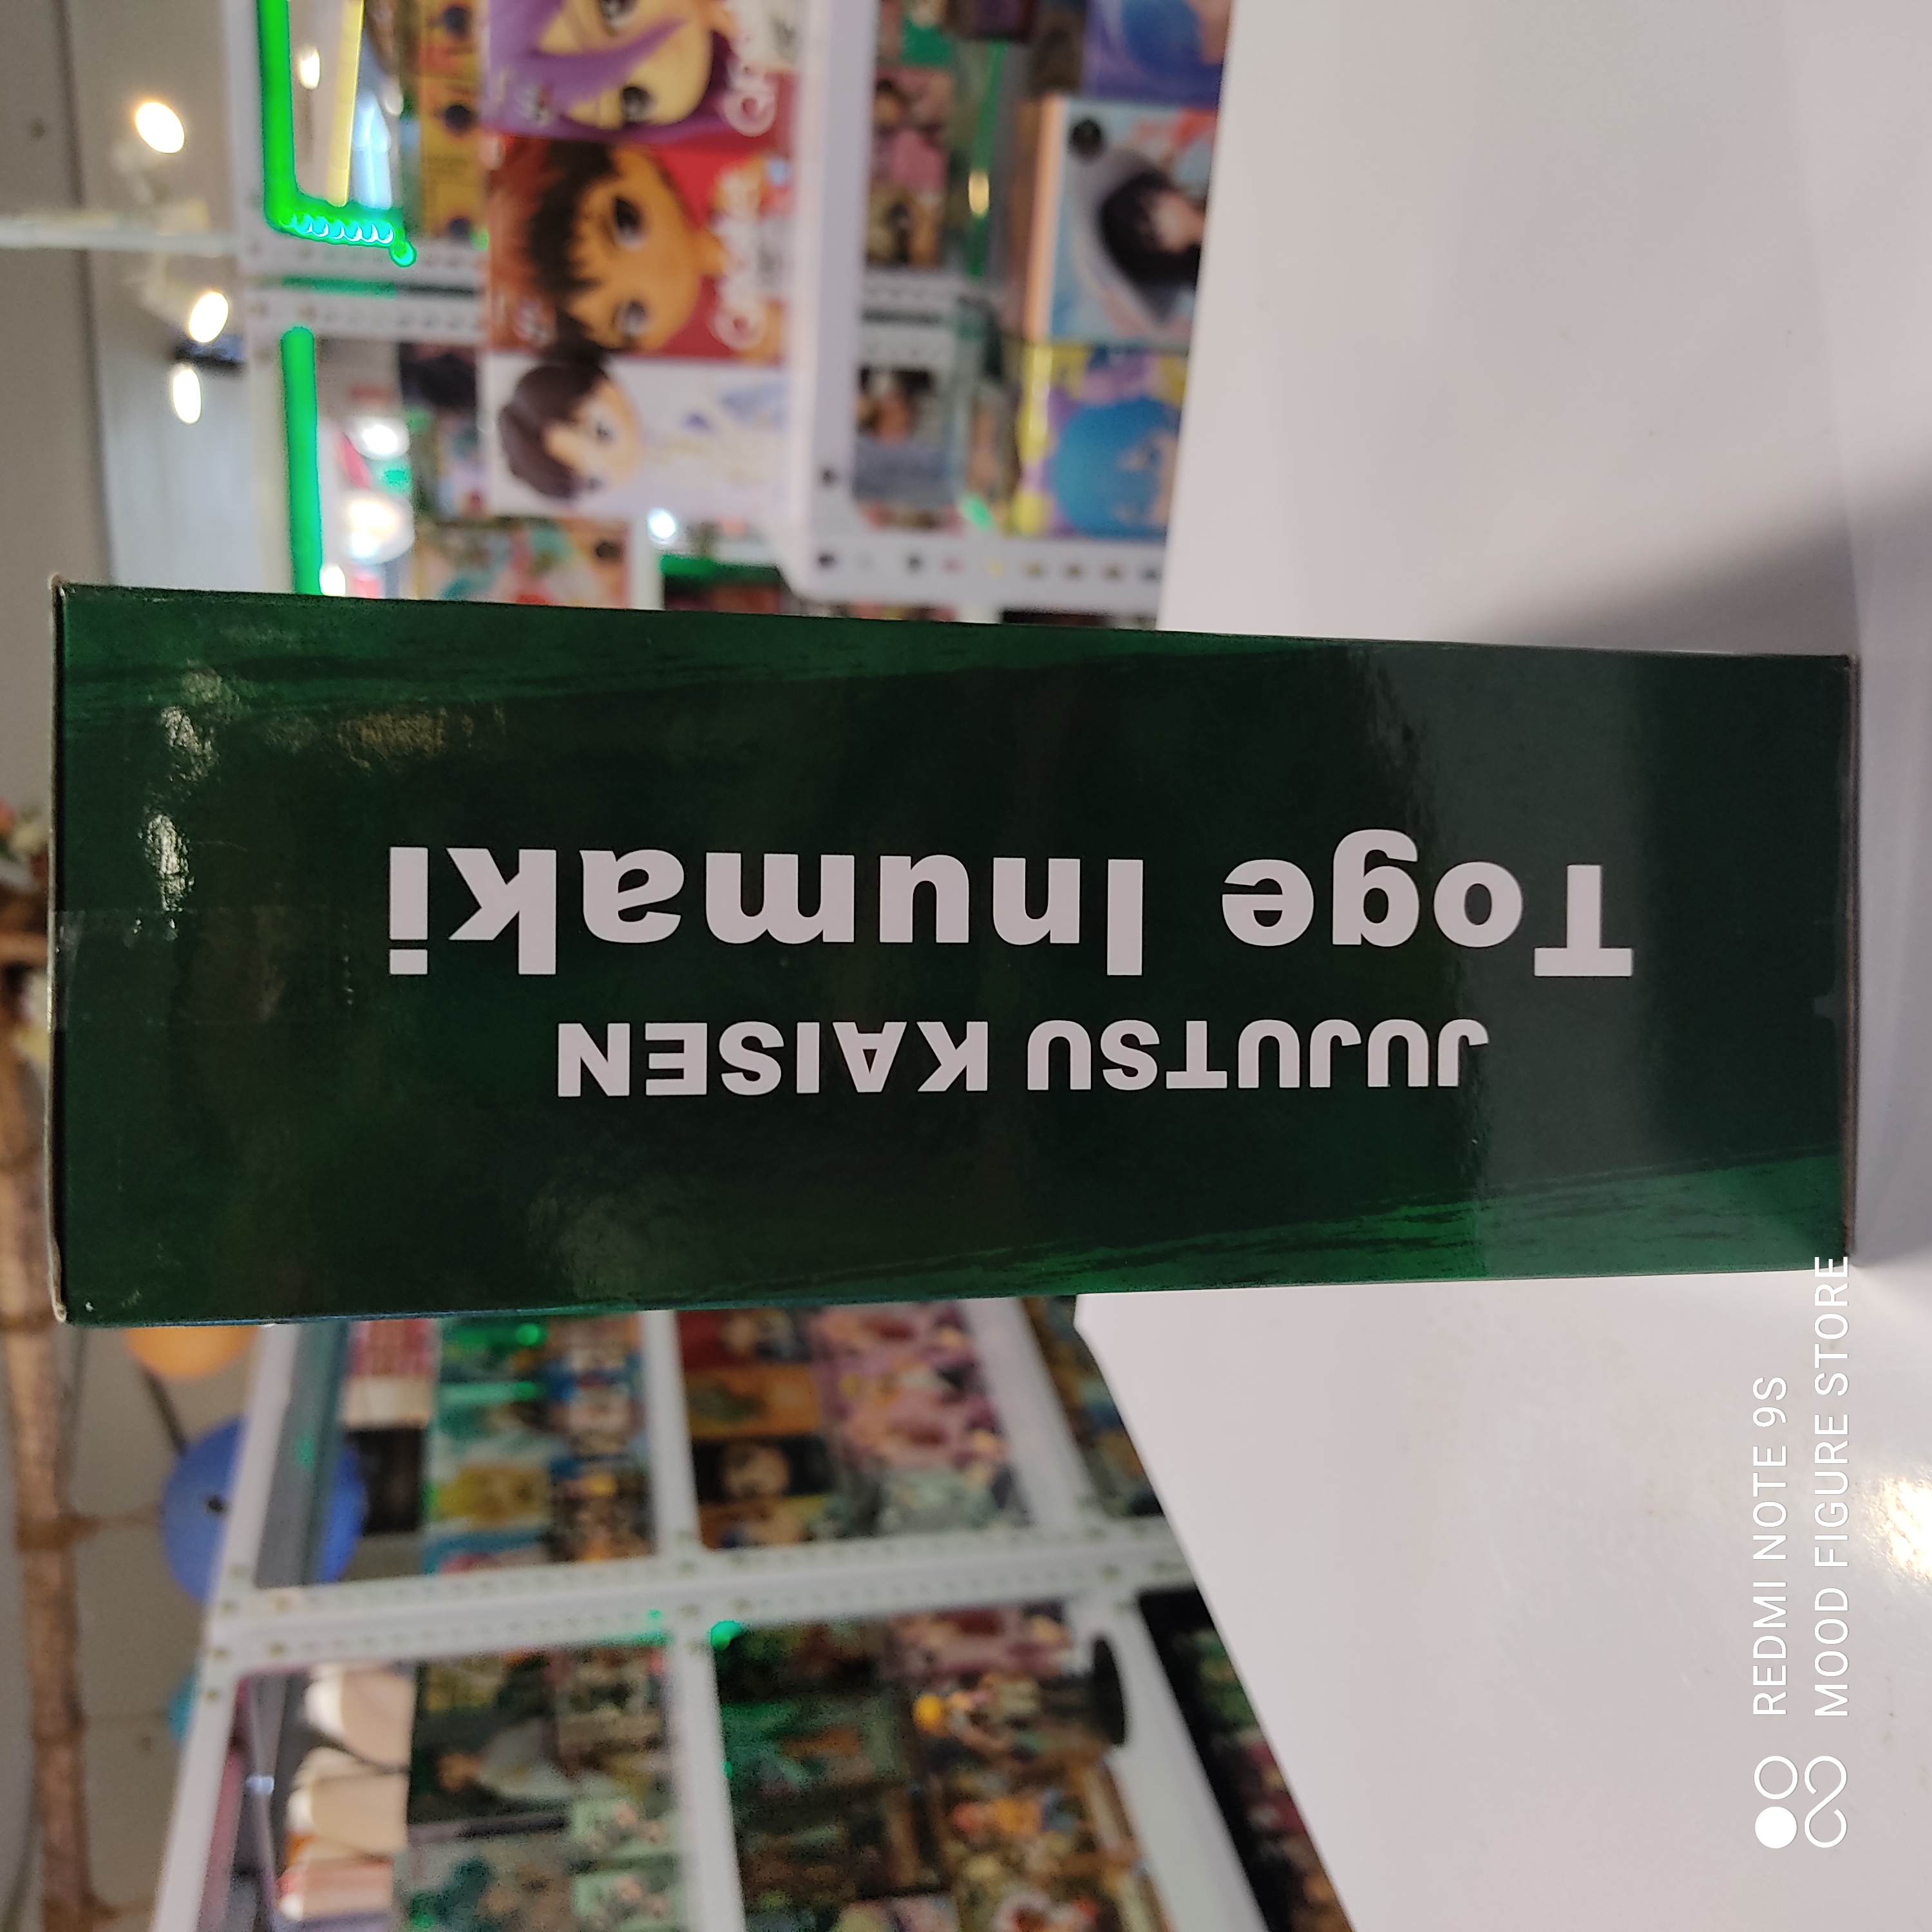 JUJUTSU KAISEN
Toge Inumaki
REDMI NOTE 9S
MOOD FIGURE STORE